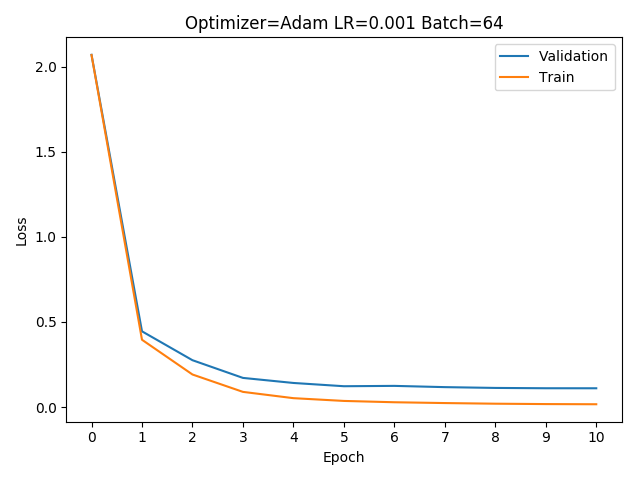 Optimizer=Adam LR=0.001 Batch=64
Validation
Train
2.0
1.5
1.0
0.5
0.0
Loss
0 1 2 3 4 5 6 7 8 9 10
Epoch